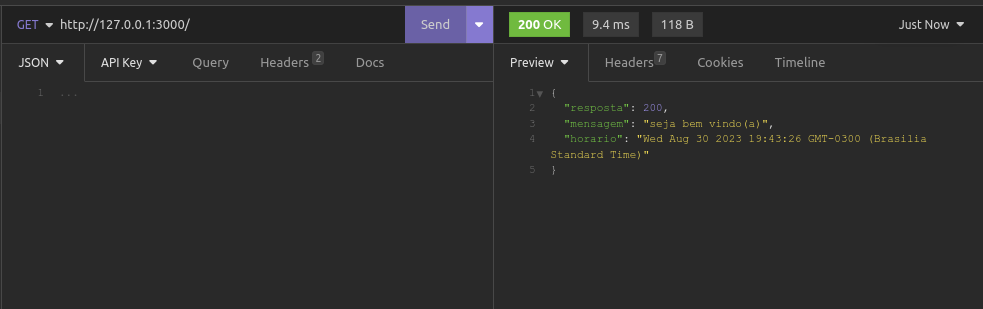 GET http://127.0.0.1:3000/ Send 200 OK 9.4 ms 118 B Just Now
JSON API Key Query Headers 2 Docs Preview Headers 7 Cookies Timeline
1 ...
1 {
2 "resposta": 200,
3 "mensagem": "seja bem vindo(a)",
4 "horario": "Wed Aug 30 2023 19:43:26 GMT-0300 (Brasilia
Standard Time)"
5 }